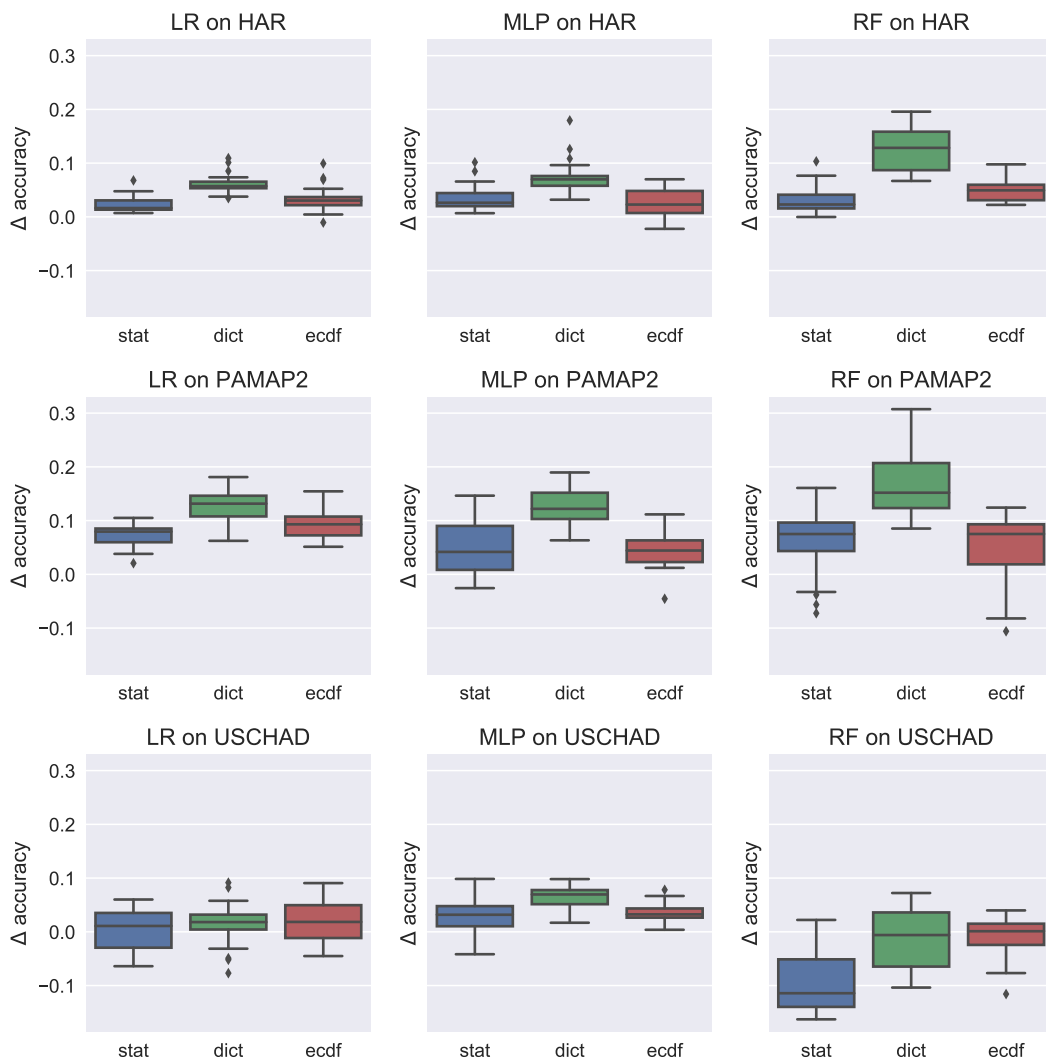 LR on HAR
MLP on HAR
RF on HAR
0.3
0.2
0.1
0.0
−0.1
Δ accuracy
Δ accuracy
Δ accuracy
stat dict ecdf
stat dict ecdf
stat dict ecdf
LR on PAMAP2
MLP on PAMAP2
RF on PAMAP2
0.3
0.2
0.1
0.0
−0.1
Δ accuracy
Δ accuracy
Δ accuracy
stat dict ecdf
stat dict ecdf
stat dict ecdf
LR on USCHAD
MLP on USCHAD
RF on USCHAD
0.3
0.2
0.1
0.0
−0.1
Δ accuracy
Δ accuracy
Δ accuracy
stat dict ecdf
stat dict ecdf
stat dict ecdf